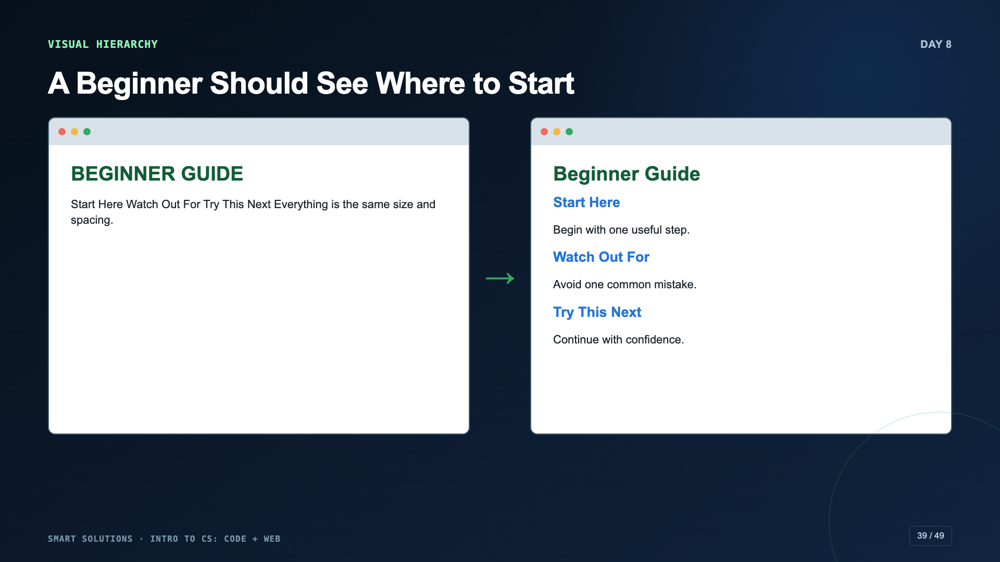 VISUAL HIERARCHY
DAY 8
A Beginner Should See Where to Start
BEGINNER GUIDE
Start Here Watch Out For Try This Next Everything is the same size and
spacing.
→
Beginner Guide
Start Here
Begin with one useful step.
Watch Out For
Avoid one common mistake.
Try This Next
Continue with confidence.
SMART SOLUTIONS · INTRO TO CS: CODE + WEB
39 / 49